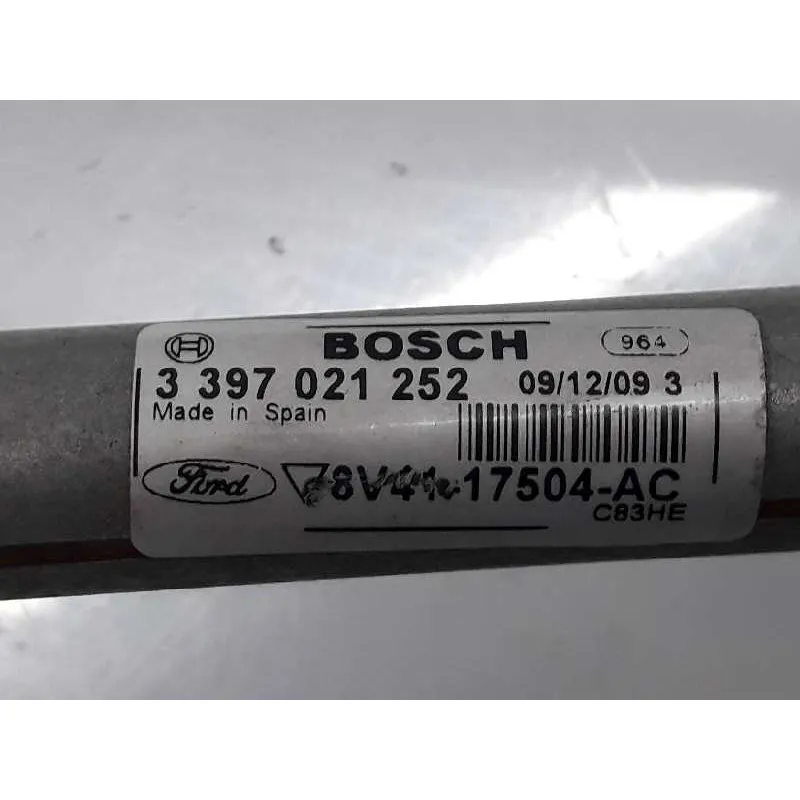 BOSCH 964
3 397 021 252 09/12/09 3
Made in Spain
Ford 8V41-17504-AC
C83HE